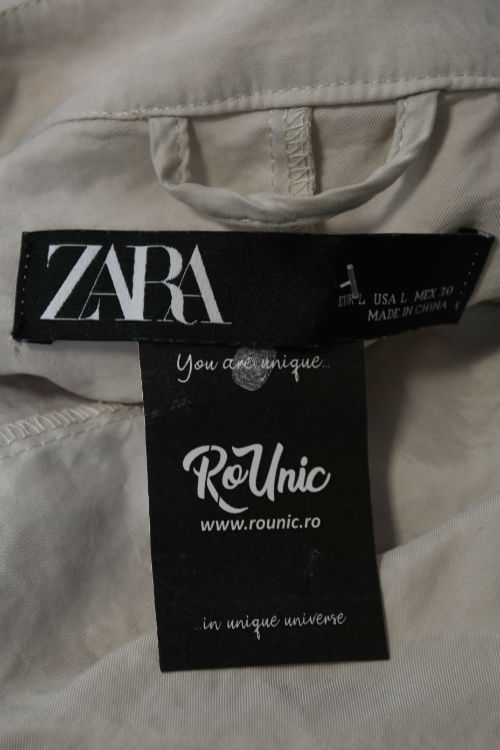 ZARA
EUR L USA L MEX 30
MADE IN CHINA
You are unique...
RoUnic
www.rounic.ro
...in unique universe